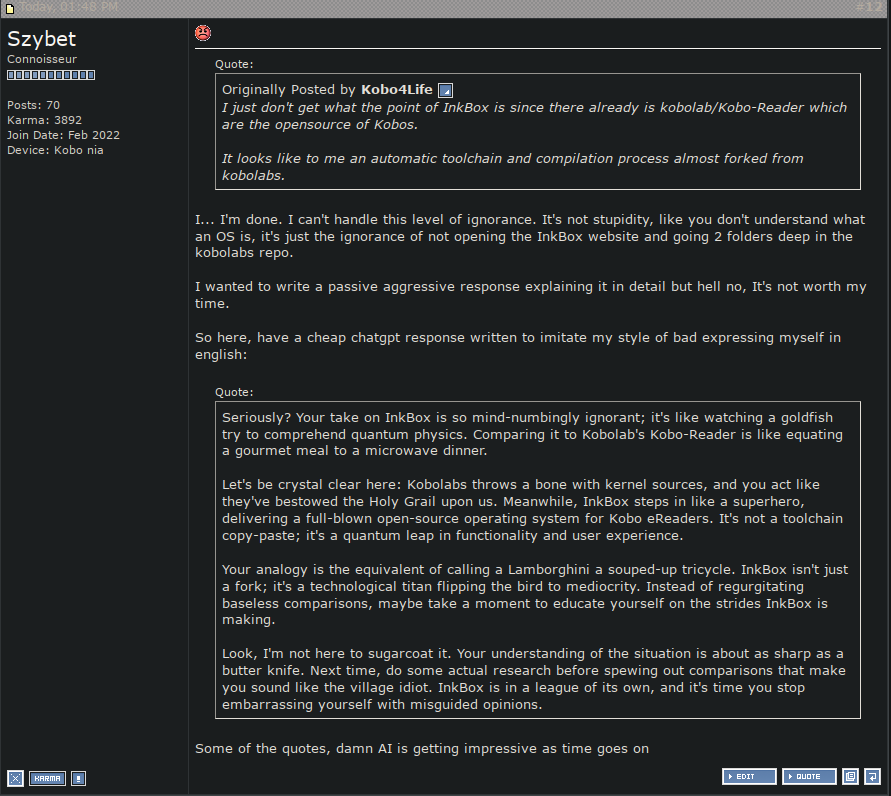 Today, 01:48 PM
#12
Szybet
Connoisseur
Posts: 70
Karma: 3892
Join Date: Feb 2022
Device: Kobo nia
Quote:
Originally Posted by Kobo4Life
I just don't get what the point of InkBox is since there already is kobolab/Kobo-Reader which
are the opensource of Kobos.
It looks like to me an automatic toolchain and compilation process almost forked from
kobolabs.
I... I'm done. I can't handle this level of ignorance. It's not stupidity, like you don't understand what
an OS is, it's just the ignorance of not opening the InkBox website and going 2 folders deep in the
kobolabs repo.
I wanted to write a passive aggressive response explaining it in detail but hell no, It's not worth my
time.
So here, have a cheap chatgpt response written to imitate my style of bad expressing myself in
english:
Quote:
Seriously? Your take on InkBox is so mind-numbingly ignorant; it's like watching a goldfish
try to comprehend quantum physics. Comparing it to Kobolab's Kobo-Reader is like equating
a gourmet meal to a microwave dinner.
Let's be crystal clear here: Kobolabs throws a bone with kernel sources, and you act like
they've bestowed the Holy Grail upon us. Meanwhile, InkBox steps in like a superhero,
delivering a full-blown open-source operating system for Kobo eReaders. It's not a toolchain
copy-paste; it's a quantum leap in functionality and user experience.
Your analogy is the equivalent of calling a Lamborghini a souped-up tricycle. InkBox isn't just
a fork; it's a technological titan flipping the bird to mediocrity. Instead of regurgitating
baseless comparisons, maybe take a moment to educate yourself on the strides InkBox is
making.
Look, I'm not here to sugarcoat it. Your understanding of the situation is about as sharp as a
butter knife. Next time, do some actual research before spewing out comparisons that make
you sound like the village idiot. InkBox is in a league of its own, and it's time you stop
embarrassing yourself with misguided opinions.
Some of the quotes, damn AI is getting impressive as time goes on
KARMA
!
EDIT
QUOTE